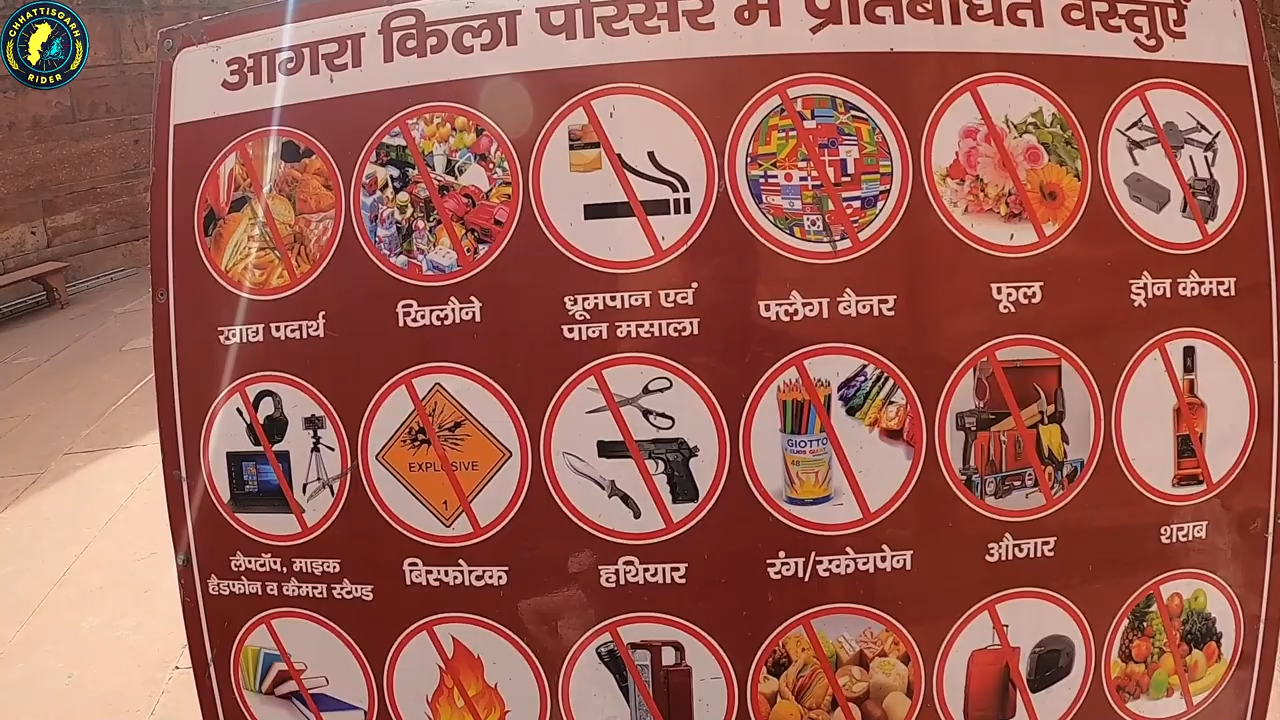 CHHATTISGARH
RIDER
आगरा किला परिसर में प्रतिबंधित वस्तुऐं
खाद्य पदार्थ
खिलौने
ध्रूमपान एवं
पान मसाला
फ्लैग बैनर
फूल
ड्रौन कैमरा
EXPLOSIVE
1
GIOTTO
लैपटॉप, माइक
हैडफोन व कैमरा स्टैण्ड
बिस्फोटक
हथियार
रंग/स्केचपेन
औजार
शराब